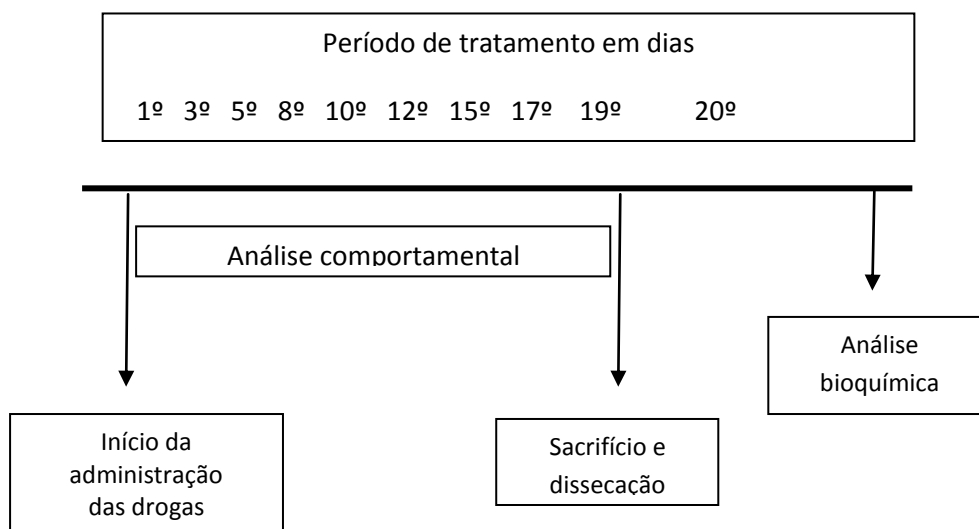 Período de tratamento em dias
1º 3º 5º 8º 10º 12º 15º 17º 19º 20º
Análise comportamental
Análise
bioquímica
Início da
administração
das drogas
Sacrifício e
dissecação